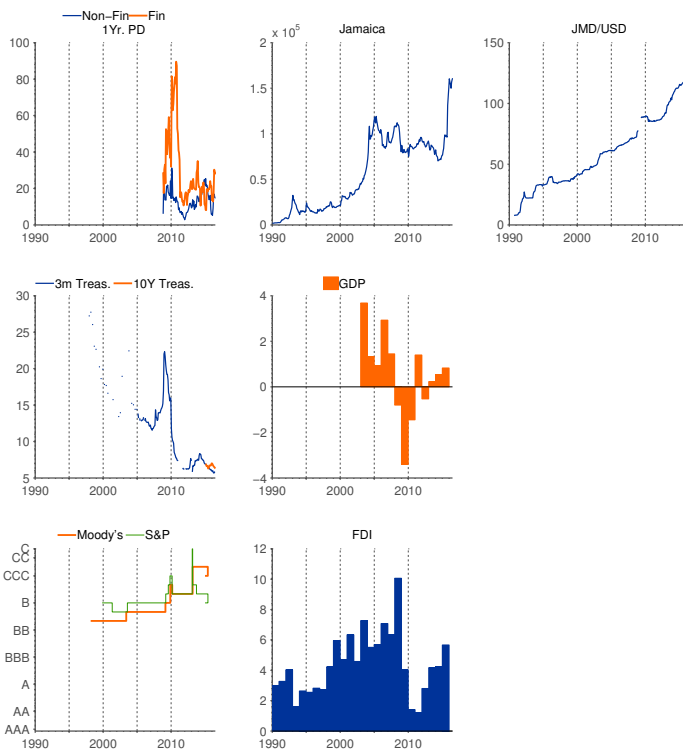 Non-Fin Fin
1Yr. PD
100
80
60
40
20
0
1990 2000 2010
2 x 10^5
Jamaica
1.5
1
0.5
0
1990 2000 2010
JMD/USD
150
100
50
0
1990 2000 2010
3m Treas. 10Y Treas.
30
25
20
15
10
5
1990 2000 2010
GDP
4
2
0
−2
−4
1990 2000 2010
Moody's S&P
C
CC
CCC
B
BB
BBB
A
AA
AAA
1990 2000 2010
FDI
12
10
8
6
4
2
0
1990 2000 2010